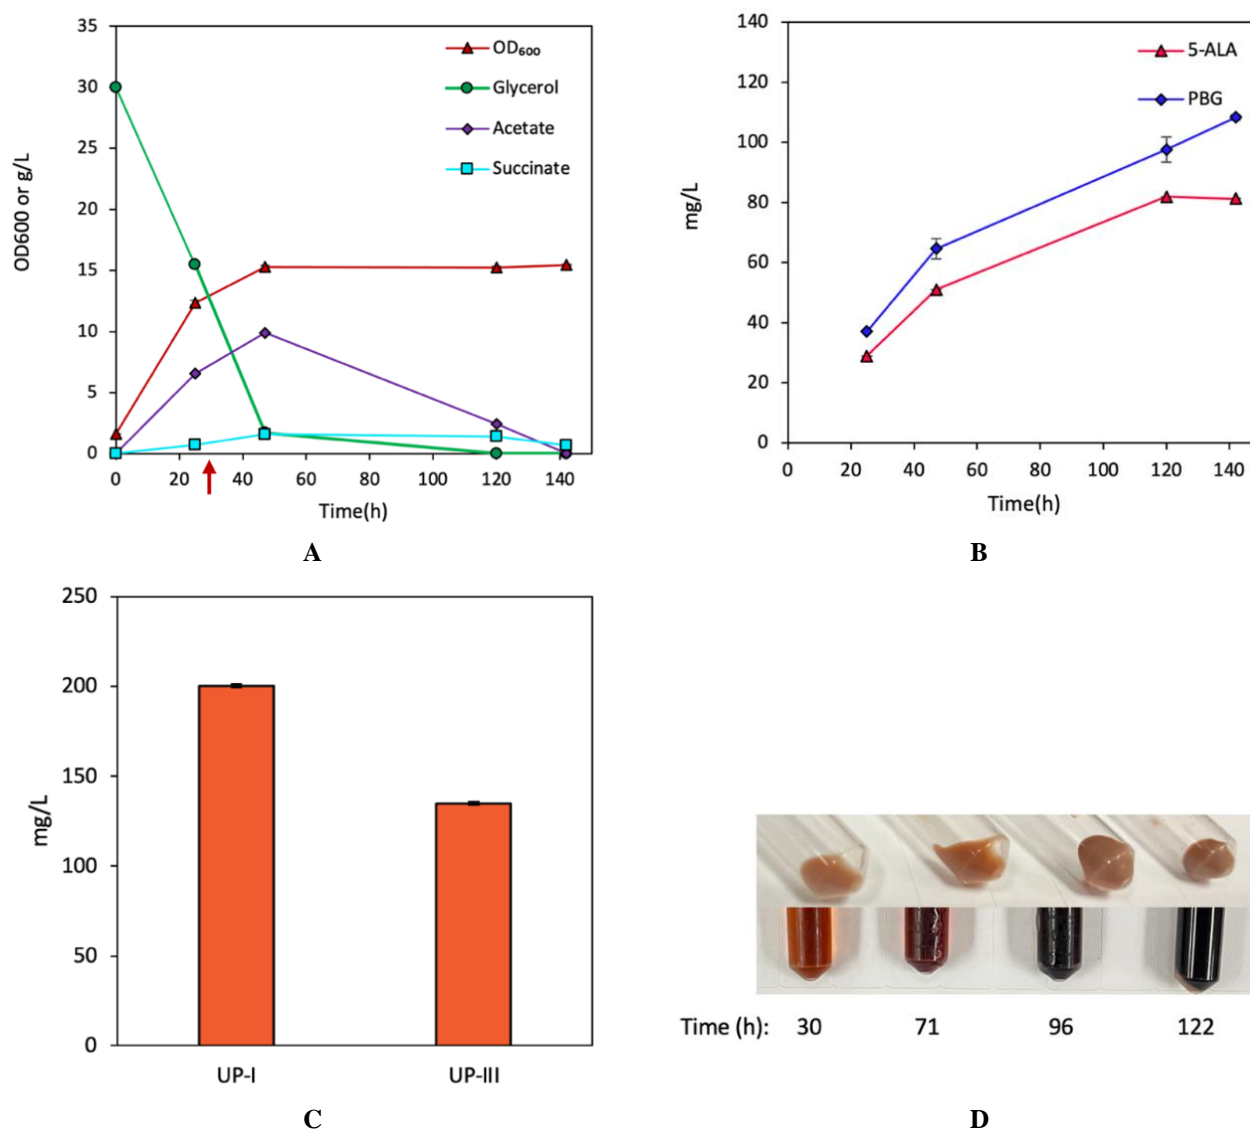 35
30
25
20
15
10
5
0
OD600 or g/L
OD₆₀₀
Glycerol
Acetate
Succinate
0 20 40 60 80 100 120 140
Time(h)
A
140
120
100
80
60
40
20
0
mg/L
5-ALA
PBG
0 20 40 60 80 100 120 140
Time(h)
B
250
200
150
100
50
0
mg/L
UP-I UP-III
C
Time (h): 30 71 96 122
D